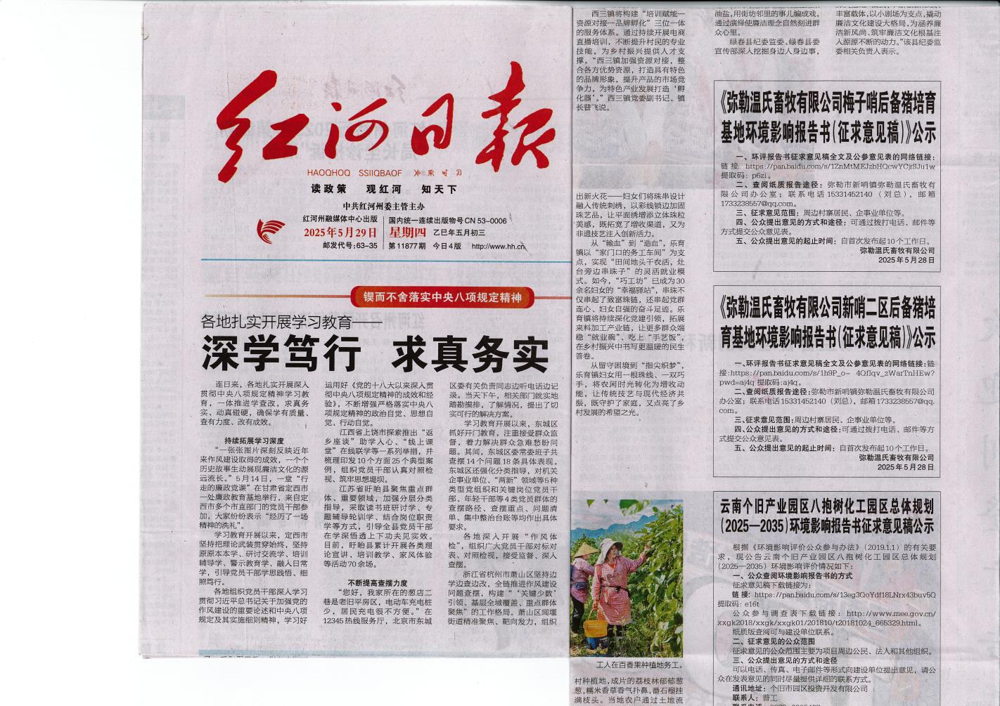 红河日报
HAOQHOQ SSIIQBAOF
读政策 观红河 知天下
中共红河州委主管主办
红河州融媒体中心出版
2025年5月29日
邮发代号:63-35
国内统一连续出版物号CN 53-0006
星期四 乙巳年五月初三
第11877期 今日4版 http://www.hh.cn
锲而不舍落实中央八项规定精神
各地扎实开展学习教育——
深学笃行 求真务实
连日来，各地扎实开展深入
贯彻中央八项规定精神学习教
育，一体推进学查改，求真务
实、动真碰硬，确保学有质量、
查有力度、改有成效。
持续拓展学习深度
“一张张图片深刻反映近年
来作风建设取得的成效，一个个
历史故事生动展现廉洁文化的源
远流长。”5月14日，一堂“行
走的廉政党课”在甘肃省定西市
一处廉政教育基地举行，来自定
西市多个市直部门的党员干部参
加，大家纷纷表示“经历了一场
精神的洗礼”。
学习教育开展以来，定西市
坚持把理论武装贯穿始终，坚持
原原本本学、研讨交流学、培训
辅导学、警示教育学、融入日常
学，引导党员干部学思践悟、细
照笃行。
各地组织党员干部深入学习
贯彻习近平总书记关于加强党的
作风建设的重要论述和中央八项
规定及其实施细则精神，学习好
运用好《党的十八大以来深入贯
彻中央八项规定精神的成效和经
验》，不断增强严格落实中央八
项规定精神的政治自觉、思想自
觉、行动自觉。
江西省上饶市探索推出“返
乡座谈”助学入心、“线上课
堂”在线联学等一系列举措，并
梳理印发10个方面25个典型案
例，组织党员干部认真对照检
视、筑牢思想堤坝。
江苏省盱眙县聚焦重点群
体、重要领域，加强分层分类
指导，采取读书班研讨学、专
题辅导轮训学、结合岗位职责
学等方式，引导全县党员干部
在学深悟透上下功夫见实效。
目前，盱眙县累计开展各类理
论宣讲、培训教学、家风体验
等活动70余场。
不断提高查摆力度
“您好，我家所在的葱店二
巷是老旧平房区，电动车充电桩
少，居民充电很不方便。”在
12345热线服务厅，北京市东城
区委有关负责同志边听电话边记
录。当天下午，相关部门就实地
踏勘摸排，了解情况，提出了切
实可行的解决方案。
学习教育开展以来，东城区
抓好开门教育，注重接受群众监
督，着力解决群众急难愁盼问
题。其间，东城区委常委班子共
查摆14个问题18条具体表现。
东城区还强化分类指导，对机关
企事业单位、“两新”领域等5种
类型党组织和关键岗位党员干
部、年轻干部等4类党员群体的
查摆路径、查摆重点、问题清
单、集中整治台账等均作出具体
要求。
各地深入开展“作风体
检”，组织广大党员干部对标对
表、对照检视，接受监督、深入
查摆。
浙江省杭州市萧山区坚持边
学边查边改，全链推进作风建设
问题查摆，构建“‘关键少数’
引领、基层全域覆盖、重点群体
聚焦”的工作格局。萧山区闻堰
街道精准聚焦、靶向发力，组织
西三镇将构建“培训赋能—
资源对接—品牌孵化”三位一体
的服务体系。通过持续开展电商
直播培训，不断提升村民的专业
技能，为乡村振兴提供人才支
撑。“西三镇加强资源对接，整
合各方优势资源，打造具有特色
的品牌形象，提升产品的市场竞
争力，为特色产业发展打造‘孵
化器’。”西三镇党委副书记、镇
长普飞说。
出新火花——妇女们将珠串设计
融入传统刺绣，以彩线锁边加固
珠艺品，让平面绣增添立体珠粒
美感，既拓宽了增收渠道，又为
非遗技艺注入创新活力。
从“输血”到“造血”，乐育
镇以“家门口的务工车间”为支
点，实现“田间地头干农活，灶
台旁边串珠子”的灵活就业模
式。如今，“巧工坊”已成为30
余名妇女的“幸福驿站”，串珠不
仅串起了致富珠链，还串起党群
连心、妇女自强的奋斗足迹。乐
育镇将持续深化党建引领，拓展
来料加工产业链，让更多群众端
稳“就业碗”、吃上“手艺饭”，
在乡村振兴中书写更温暖的民生
答卷。
从留守困境到“指尖织梦”，
乐育镇妇女用一根珠线、一双巧
手，将农闲时光转化为增收动
能，让传统技艺与现代经济共
振，既守护了家庭，又点亮了乡
村发展的希望之光。
工人在百香果种植地务工。
村种植地，成片的荔枝林郁郁葱
葱，糯米香草香气扑鼻，番石榴挂
满枝头。当地农户通过土地流
油盐，用街坊邻里的事儿编成戏，
通过演绎使廉洁理念自然刻进群
众心里。
绿春县纪委监委、绿春县委
宣传部深入挖掘身边人身边事，
丰富载体，以小剧场为支点，撬动
廉洁文化建设大格局，为涵养廉
洁新风尚、筑牢廉洁文化根基注
入源源不断的动力。”该县纪委监
委相关负责人表示。
《弥勒温氏畜牧有限公司梅子哨后备猪培育
基地环境影响报告书（征求意见稿）》公示
一、环评报告书征求意见稿全文及公参意见表的网络链接：
链接：https://pan.baidu.com/s/1ZnMtMEJzbHQcwYCjrSJu1w
提取码：p6zi。
二、查阅纸质报告途径：弥勒市新哨镇弥勒温氏畜牧有
限公司办公室；联系电话15331452140（刘总），邮箱
1733238557@qq.com。
三、征求意见范围：周边村寨居民、企事业单位等。
四、公众提出意见的方式和途径：可通过拨打电话、邮件等
方式提交公众意见表。
五、公众提出意见的起止时间：自首次发布起10个工作日。
弥勒温氏畜牧有限公司
2025年5月28日
《弥勒温氏畜牧有限公司新哨二区后备猪培
育基地环境影响报告书（征求意见稿）》公示
一、环评报告书征求意见稿全文及公参意见表的网络链接：链
接：https://pan.baidu.com/s/1h9P_o- 4Qflqv_zWarTnHEw?
pwd=aj4q 提取码：aj4q。
二、查阅纸质报告途径：弥勒市新哨镇弥勒温氏畜牧有限公司
办公室；联系电话15331452140（刘总），邮箱1733238557@qq.
com。
三、征求意见范围：周边村寨居民、企事业单位等。
四、公众提出意见的方式和途径：可通过拨打电话、邮件等方
式提交公众意见表。
五、公众提出意见的起止时间：自首次发布起10个工作日。
弥勒温氏畜牧有限公司
2025年5月28日
云南个旧产业园区八抱树化工园区总体规划
（2025—2035）环境影响报告书征求意见稿公示
根据《环境影响评价公众参与办法》（2019.1.1）的有关要
求，现公告云南个旧产业园区八抱树化工园区总体规划
（2025—2035）环境影响评价情况如下：
一、公众查阅环境影响报告书的方式
征求意见稿下载链接为：
链接：https://pan.baidu.com/s/13eg3QoYdf18LNrx43buv5Q
提取码：e16t
公众参与调查表下载链接：http://www.mee.gov.cn/
xxgk2018/xxgk/xxgk01/201810/t20181024_665329.html。
纸质版查阅可与建设单位联系。
二、征求意见的公众范围
征求意见的公众范围主要为项目周边公民、法人和其他组织。
三、公众提出意见的方式和途径
可以电话、传真、电子邮件等形式向建设单位提出意见，请公
众在发表意见的同时尽量提供详细的联系方式。
通讯地址：个旧市园区投资开发有限公司
联系人：普工